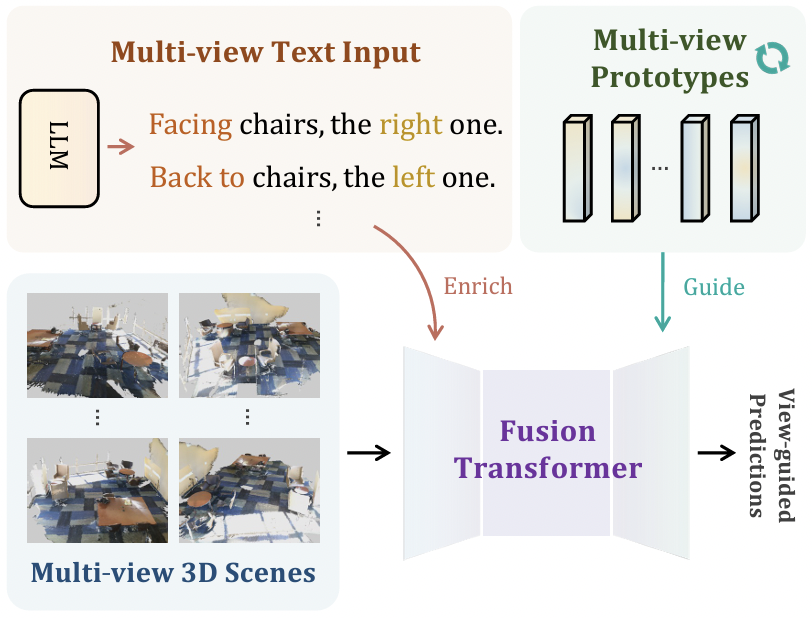 Multi-view Text Input
LLM
Facing chairs, the right one.
Back to chairs, the left one.
⋮
Multi-view
Prototypes
...
Enrich
Guide
⋮
⋮
Multi-view 3D Scenes
Fusion
Transformer
View-guided
Predictions